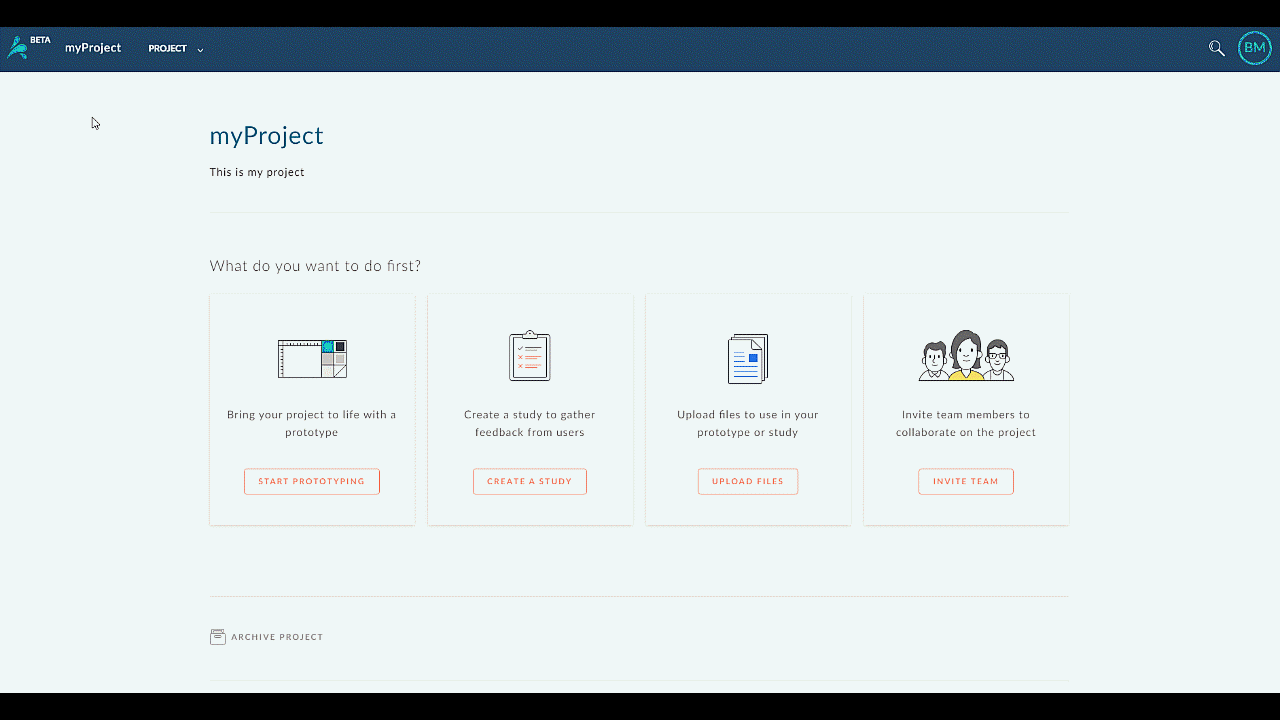 BETA
myProject
PROJECT
BM
myProject
This is my project
What do you want to do first?
Bring your project to life with a
prototype
START PROTOTYPING
Create a study to gather
feedback from users
CREATE A STUDY
Upload files to use in your
prototype or study
UPLOAD FILES
Invite team members to
collaborate on the project
INVITE TEAM
ARCHIVE PROJECT